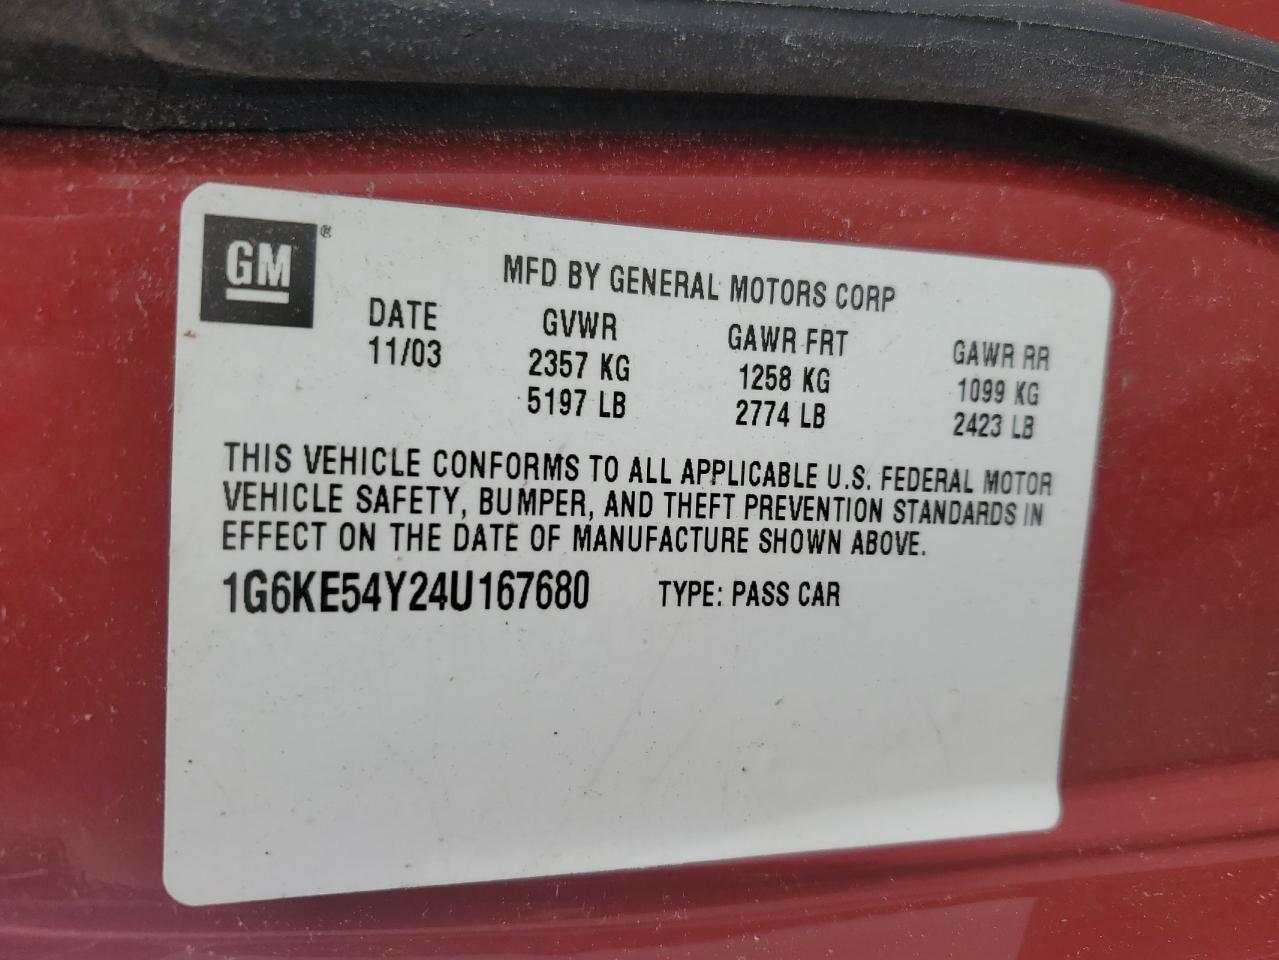 GM®
MFD BY GENERAL MOTORS CORP
DATE GVWR GAWR FRT GAWR RR
11/03 2357 KG 1258 KG 1099 KG
5197 LB 2774 LB 2423 LB
THIS VEHICLE CONFORMS TO ALL APPLICABLE U.S. FEDERAL MOTOR
VEHICLE SAFETY, BUMPER, AND THEFT PREVENTION STANDARDS IN
EFFECT ON THE DATE OF MANUFACTURE SHOWN ABOVE.
1G6KE54Y24U167680 TYPE: PASS CAR